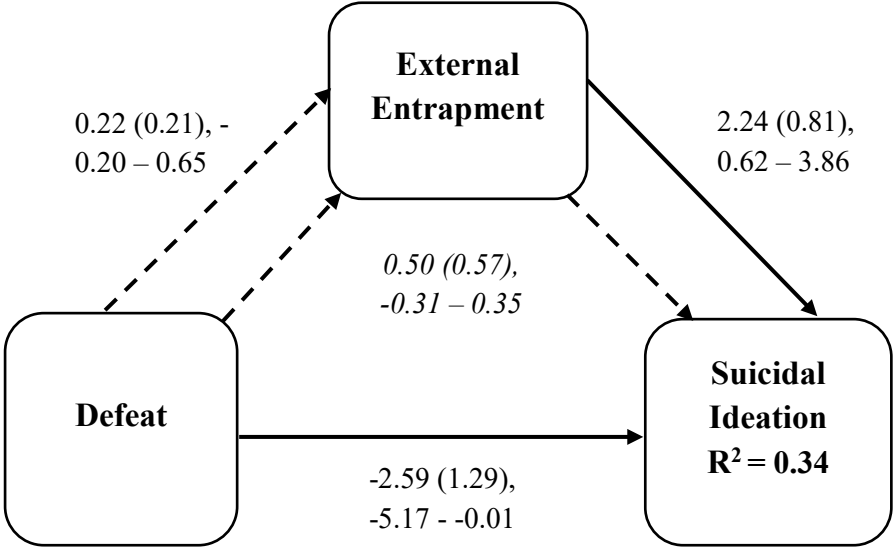 External
Entrapment
0.22 (0.21), -
0.20 – 0.65
2.24 (0.81),
0.62 – 3.86
0.50 (0.57),
-0.31 – 0.35
Defeat
Suicidal
Ideation
R² = 0.34
-2.59 (1.29),
-5.17 - -0.01